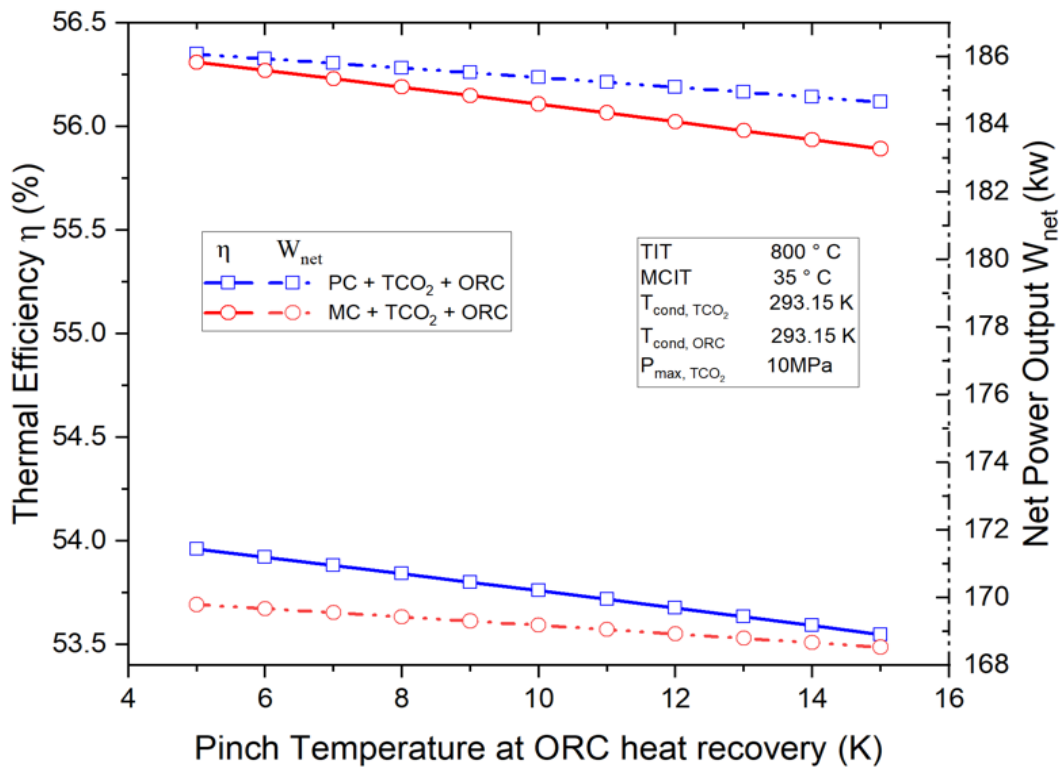 Thermal Efficiency η (%)
56.5
56.0
55.5
55.0
54.5
54.0
53.5
η W_net
PC + TCO₂ + ORC
MC + TCO₂ + ORC
TIT 800 ° C
MCIT 35 ° C
T_cond, TCO₂ 293.15 K
T_cond, ORC 293.15 K
P_max, TCO₂ 10MPa
186
184
182
180
178
176
174
172
170
168
Net Power Output W_net (kw)
4 6 8 10 12 14 16
Pinch Temperature at ORC heat recovery (K)